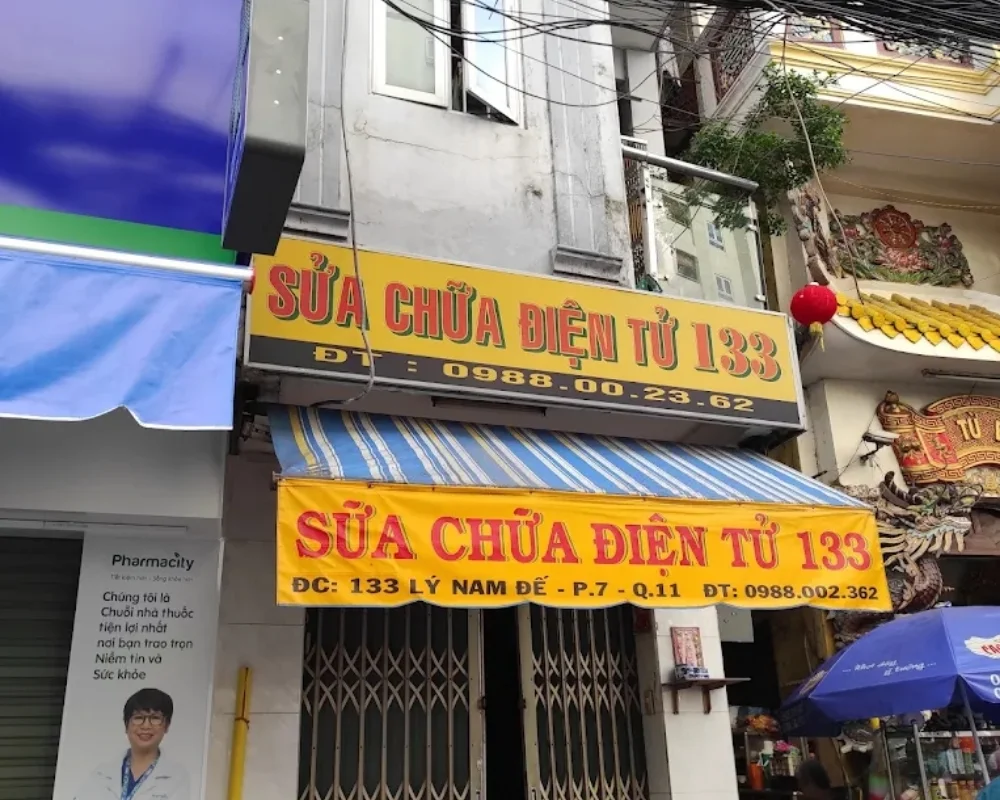 SỬA CHỮA ĐIỆN TỬ 133
ĐT : 0988.00.23.62
SỮA CHỮA ĐIỆN TỬ 133
ĐC: 133 LÝ NAM ĐẾ - P.7 - Q.11 ĐT: 0988.002.362
Pharmacity
Chúng tôi là
Chuỗi nhà thuốc
tiện lợi nhất
nơi bạn trao trọn
Niềm tin và
Sức khỏe
TỪ